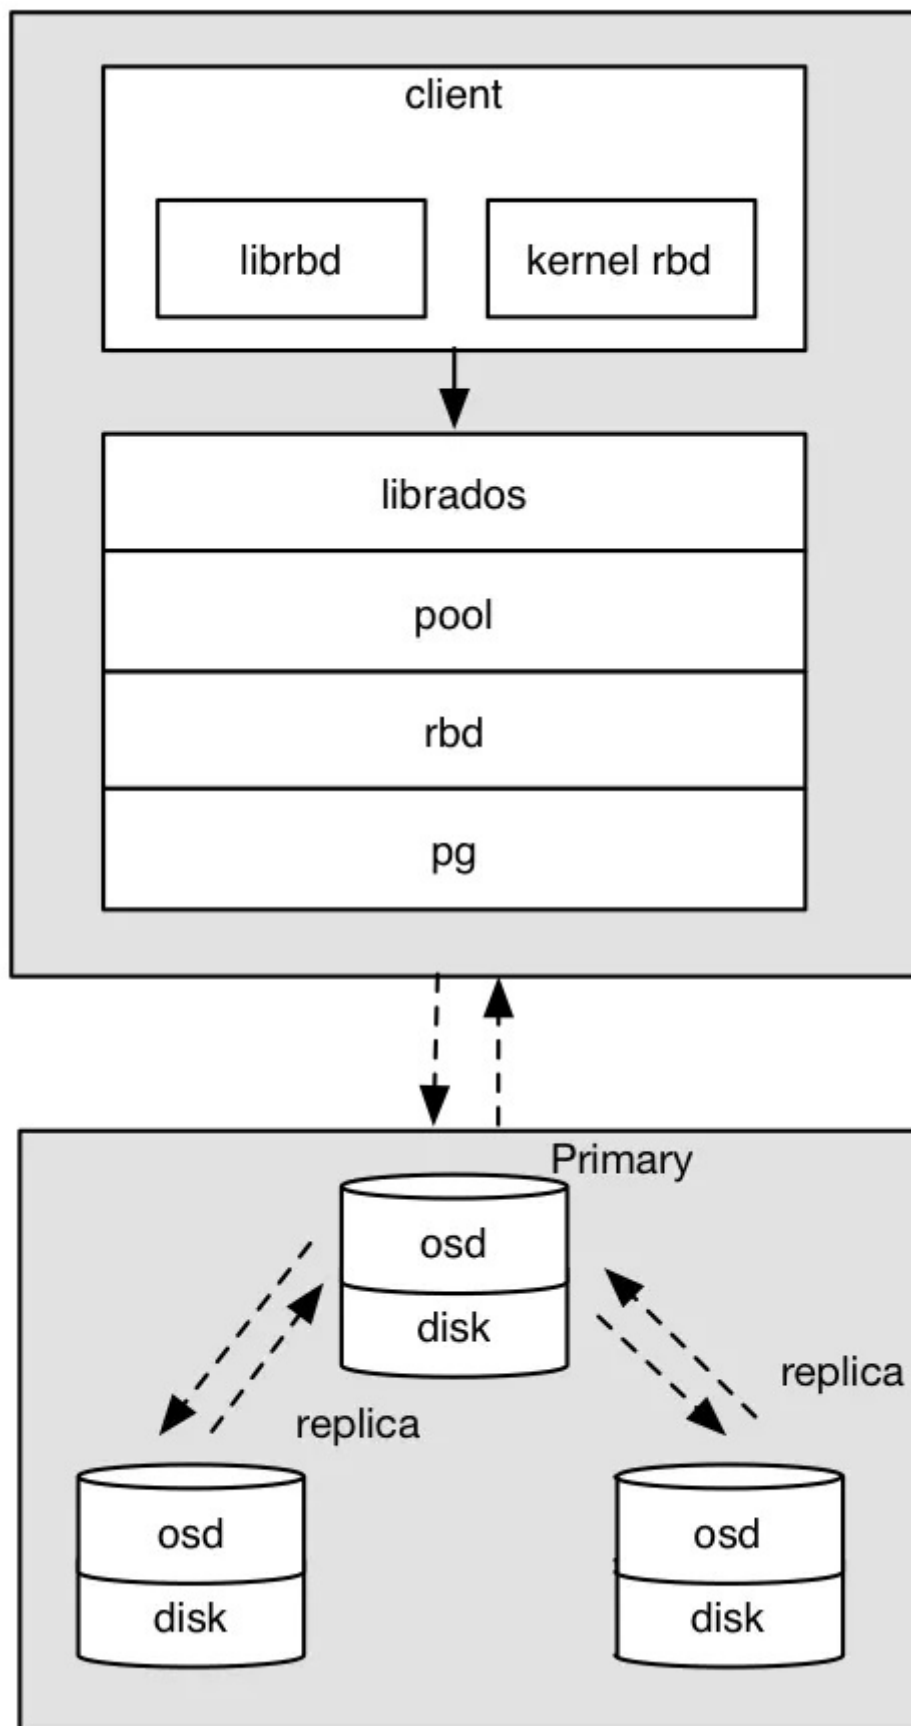 client
librbd
kernel rbd
librados
pool
rbd
pg
Primary
osd
disk
replica
replica
osd
disk
osd
disk